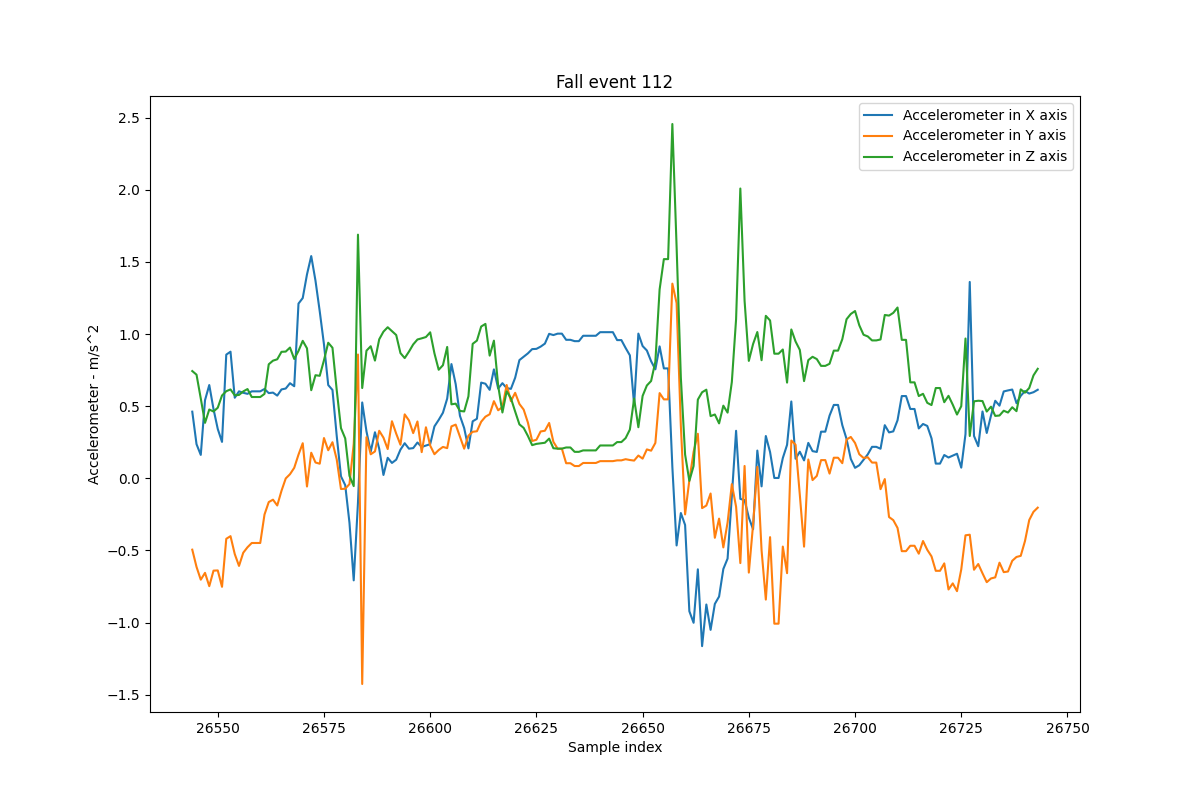 Fall event 112
Accelerometer in X axis
Accelerometer in Y axis
Accelerometer in Z axis
2.5
2.0
1.5
1.0
0.5
0.0
−0.5
−1.0
−1.5
Accelerometer - m/s^2
26550 26575 26600 26625 26650 26675 26700 26725 26750
Sample index